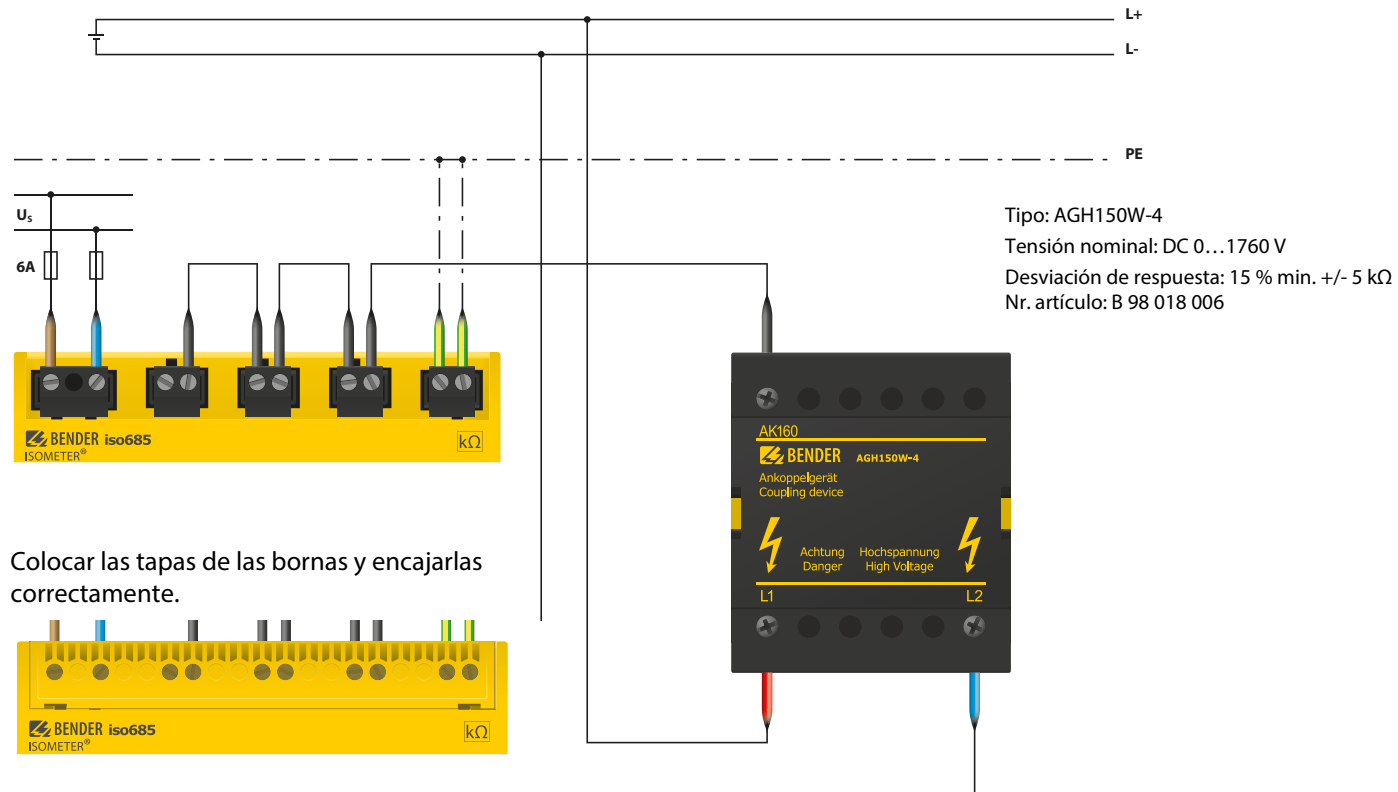 L+
L-
PE
Us
6A
Tipo: AGH150W-4
Tensión nominal: DC 0…1760 V
Desviación de respuesta: 15 % min. +/- 5 kΩ
Nr. artículo: B 98 018 006
BENDER iso685
ISOMETER®
kΩ
AK160
BENDER AGH150W-4
Ankoppelgerät
Coupling device
Achtung Hochspannung
Danger High Voltage
L1 L2
Colocar las tapas de las bornas y encajarlas
correctamente.
BENDER iso685
ISOMETER®
kΩ